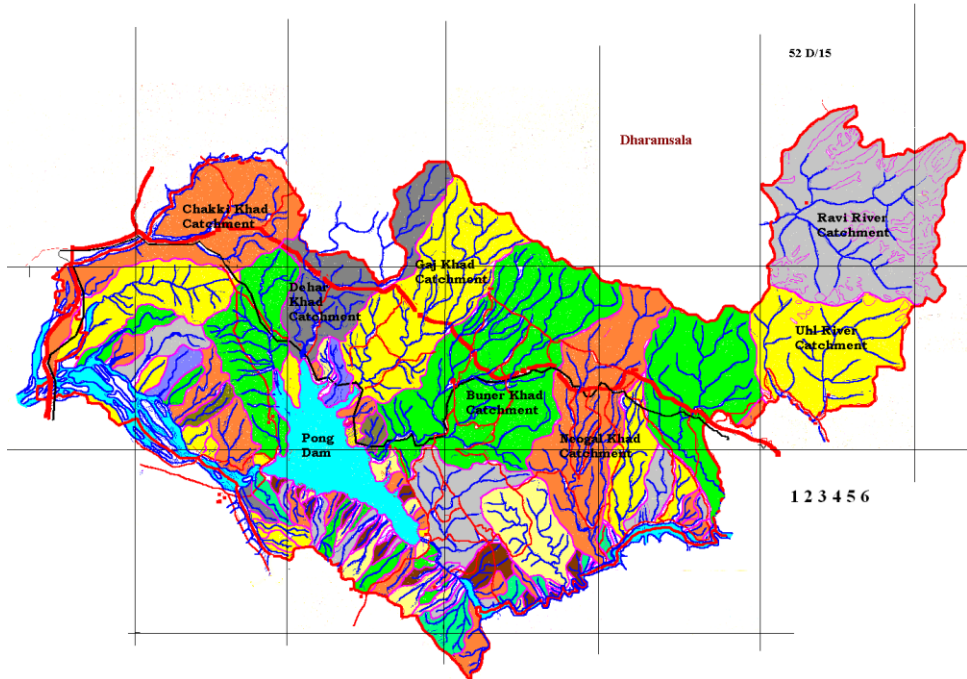 52 D/15
Dharamsala
Chakki Khad
Catchment
Ravi River
Catchment
Gaj Khad
Catchment
Dehar
Khad
Catchment
Uhl River
Catchment
Buner Khad
Catchment
Pong
Dam
Neogal Khad
Catchment
1 2 3 4 5 6